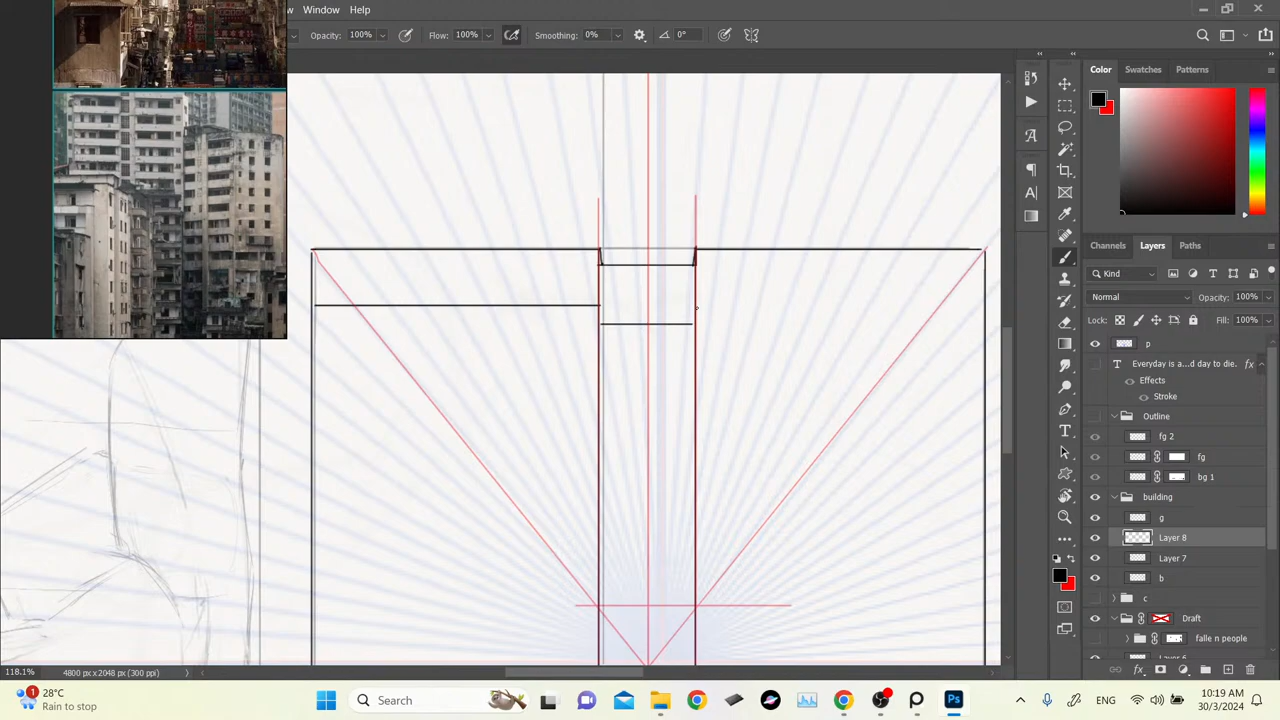 Window Help
Opacity: 100% Flow: 100% Smoothing: 0% 0°
Color Swatches Patterns
Channels Layers Paths
Kind
Normal Opacity: 100%
Lock: Fill: 100%
p
Everyday is a...d day to die. fx
Effects
Stroke
Outline
fg 2
fg
bg 1
building
g
Layer 8
Layer 7
b
c
Draft
falle n people
118.1% 4800 px x 2048 px (300 ppi)
1
28°C
Rain to stop
Search
Ps
ENG
10:19 AM
30/3/2024